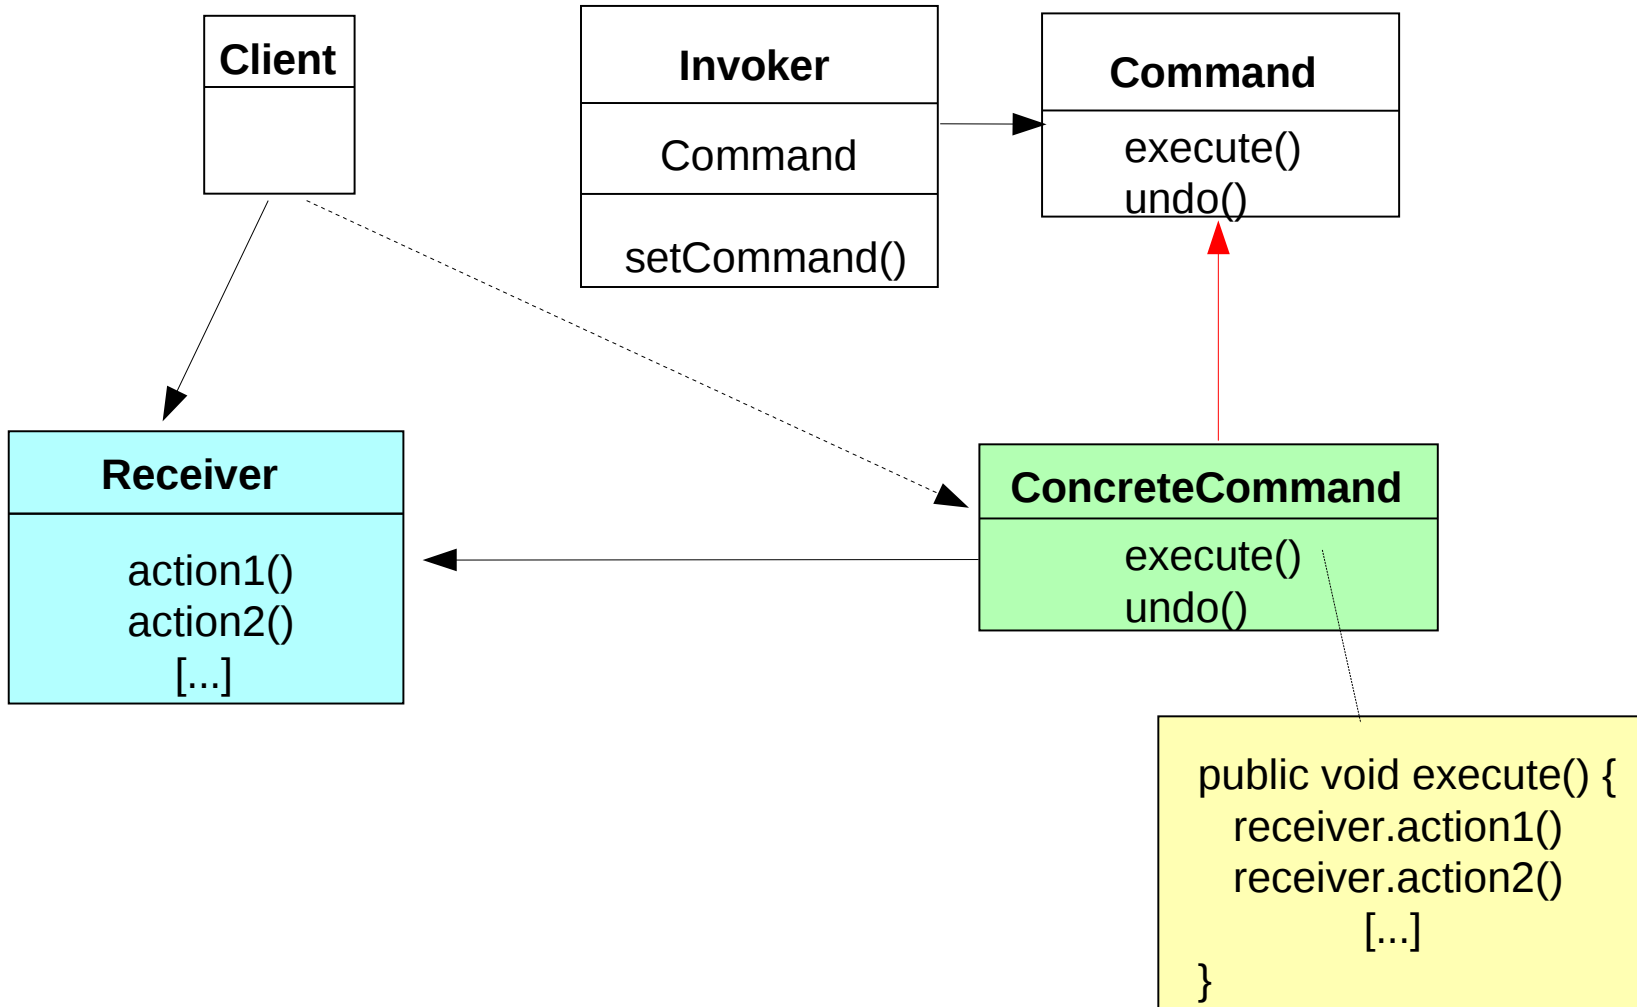 Client
Invoker
Command
setCommand()
Command
execute()
undo()
Receiver
action1()
action2()
[...]
ConcreteCommand
execute()
undo()
public void execute() {
receiver.action1()
receiver.action2()
[...]
}